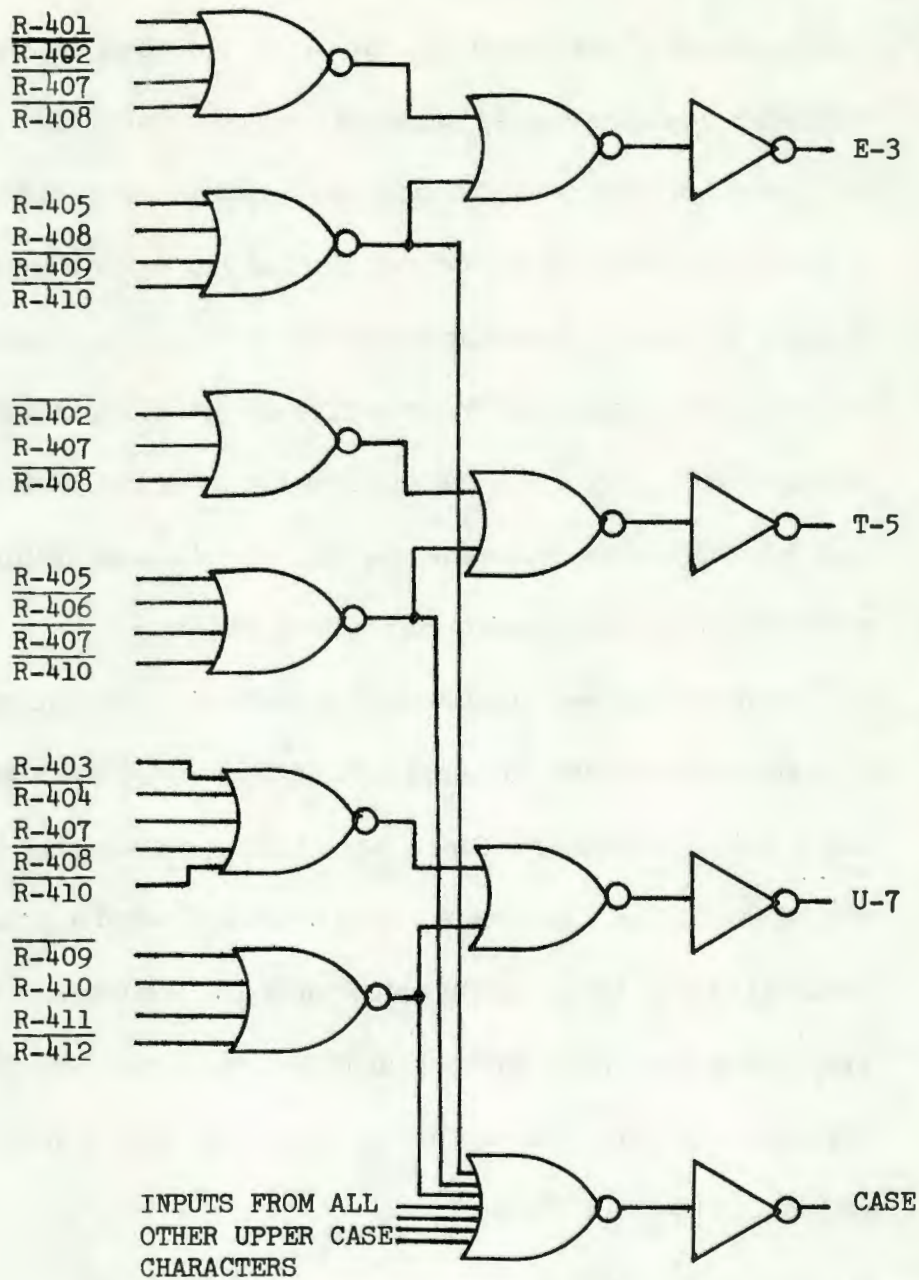 R-401
R-402
R-407
R-408
E-3
R-405
R-408
R-409
R-410
R-402
R-407
R-408
T-5
R-405
R-406
R-407
R-410
R-403
R-404
R-407
R-408
R-410
U-7
R-409
R-410
R-411
R-412
INPUTS FROM ALL
OTHER UPPER CASE
CHARACTERS
CASE